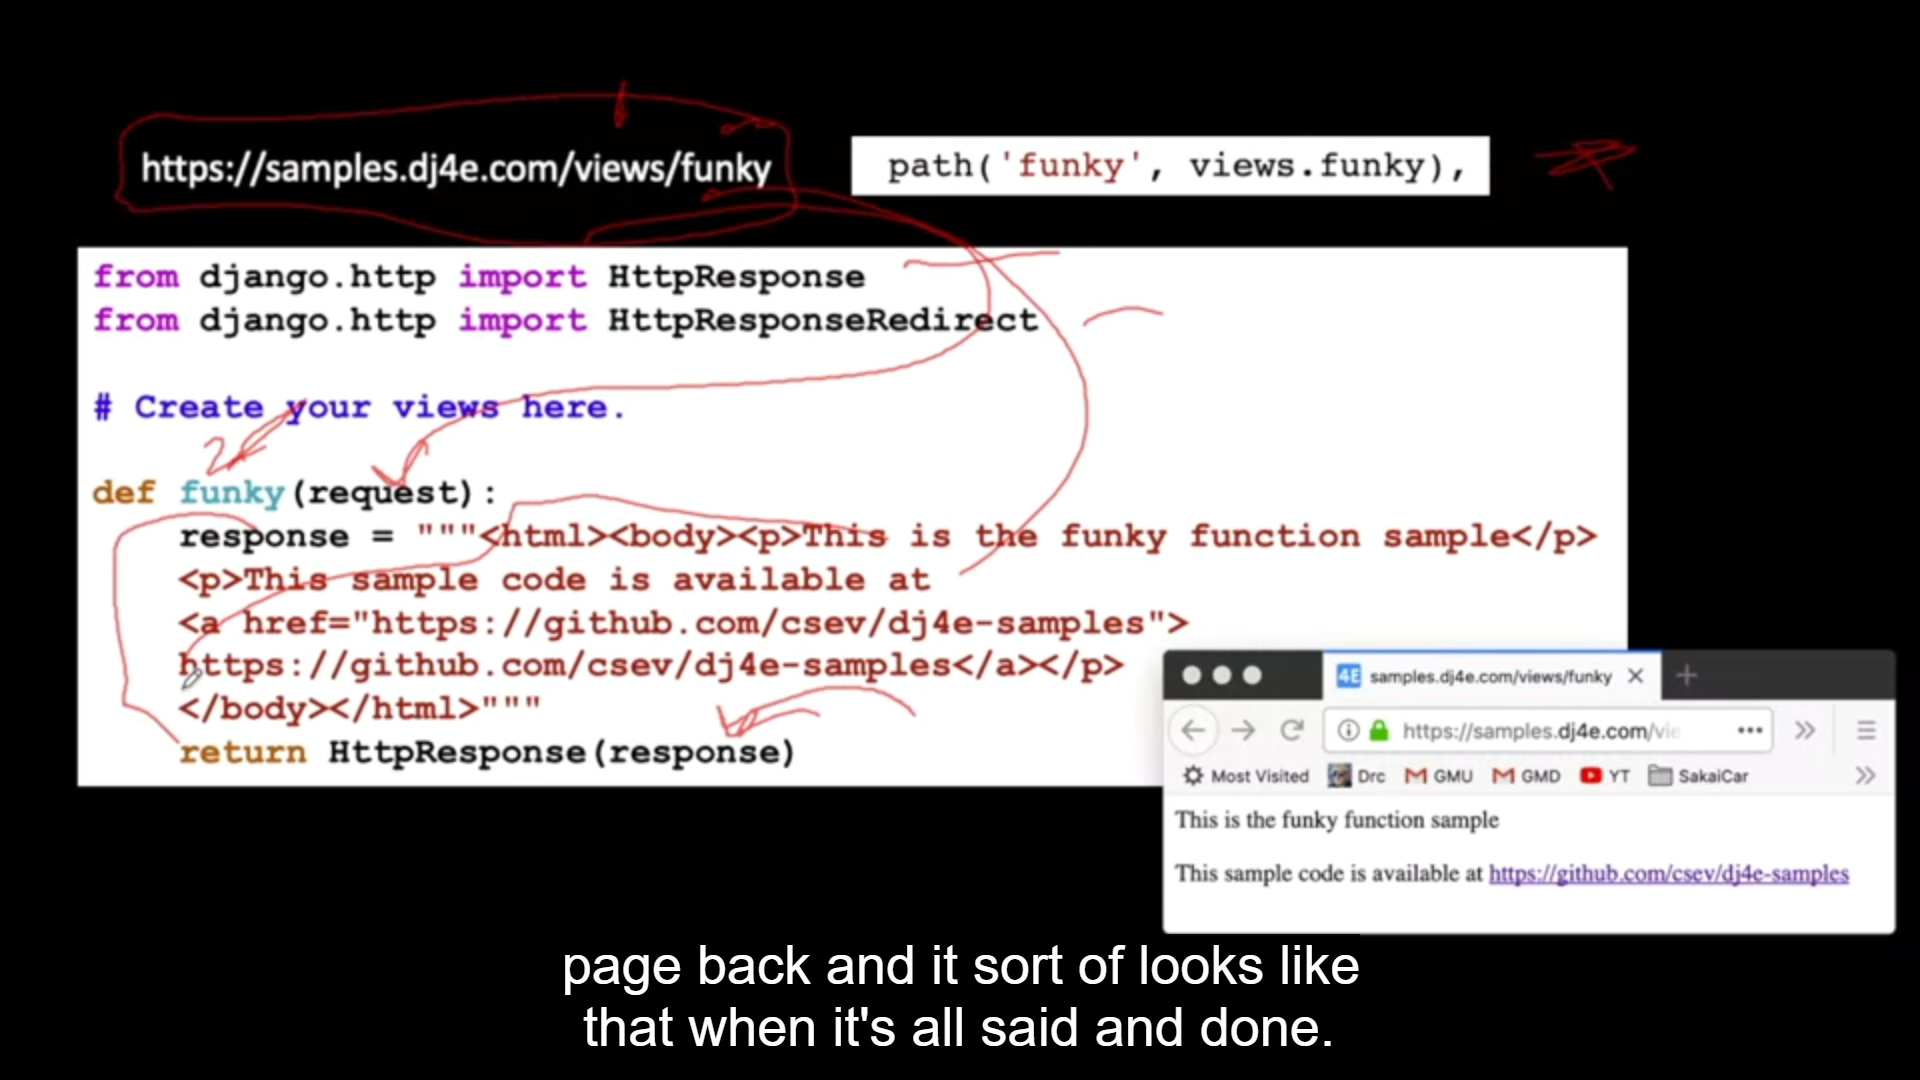 https://samples.dj4e.com/views/funky
path('funky', views.funky),
from django.http import HttpResponse
from django.http import HttpResponseRedirect
# Create your views here.
def funky(request):
response = """<html><body><p>This is the funky function sample</p>
<p>This sample code is available at
<a href="https://github.com/csev/dj4e-samples">
https://github.com/csev/dj4e-samples</a></p>
</body></html>"""
return HttpResponse(response)
4E samples.dj4e.com/views/funky
https://samples.dj4e.com/vie
Most Visited Drc GMU GMD YT SakaiCar
This is the funky function sample
This sample code is available at https://github.com/csev/dj4e-samples
page back and it sort of looks like
that when it's all said and done.